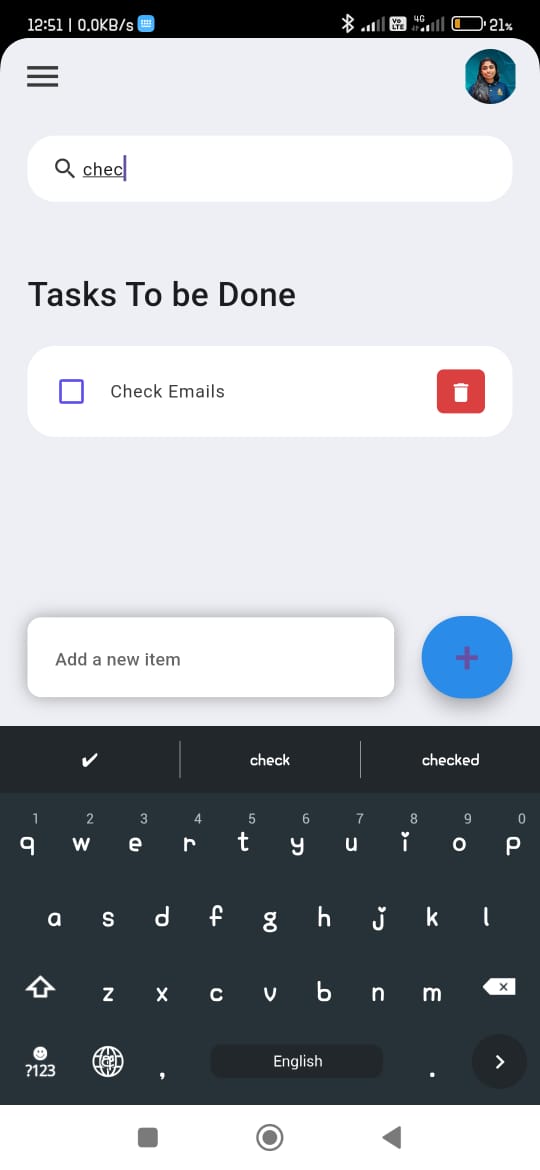 12:51 | 0.0KB/s Vo LTE 4G 21%
chec
Tasks To be Done
Check Emails
Add a new item
✔ check checked
1 2 3 4 5 6 7 8 9 0
q w e r t y u i o p
a s d f g h j k l
z x c v b n m
?123 , English .